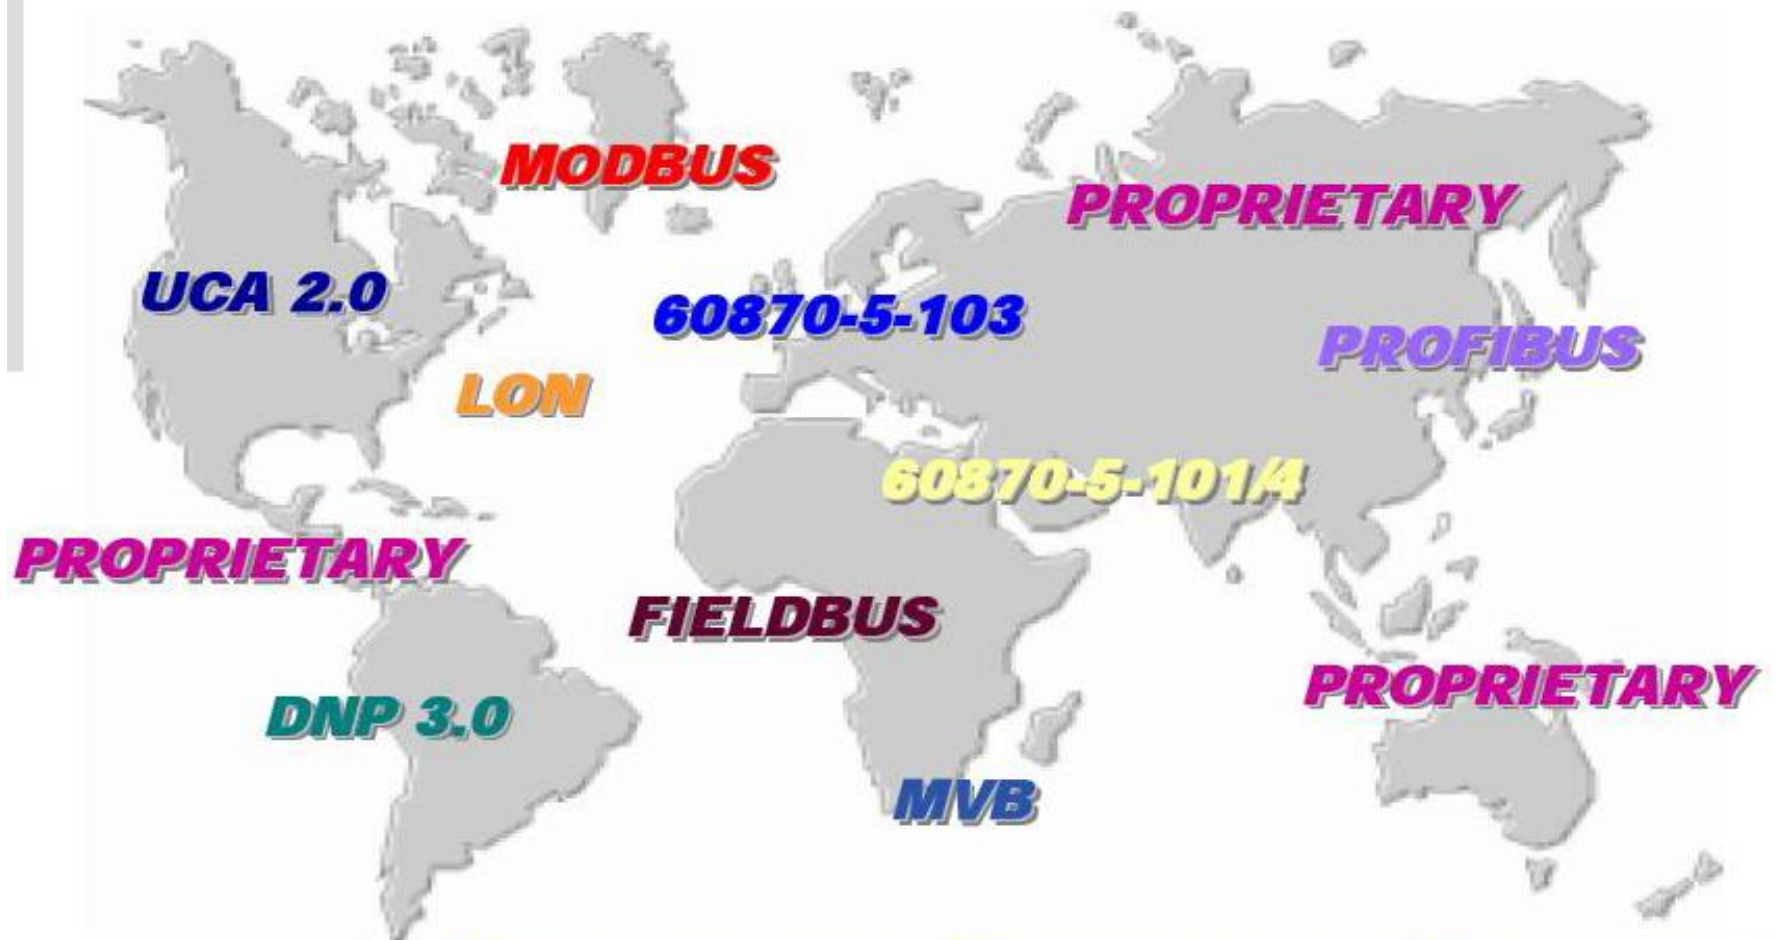 MODBUS
PROPRIETARY
UCA 2.0
60870-5-103
PROFIBUS
LON
60870-5-101/4
PROPRIETARY
FIELDBUS
PROPRIETARY
DNP 3.0
MVB